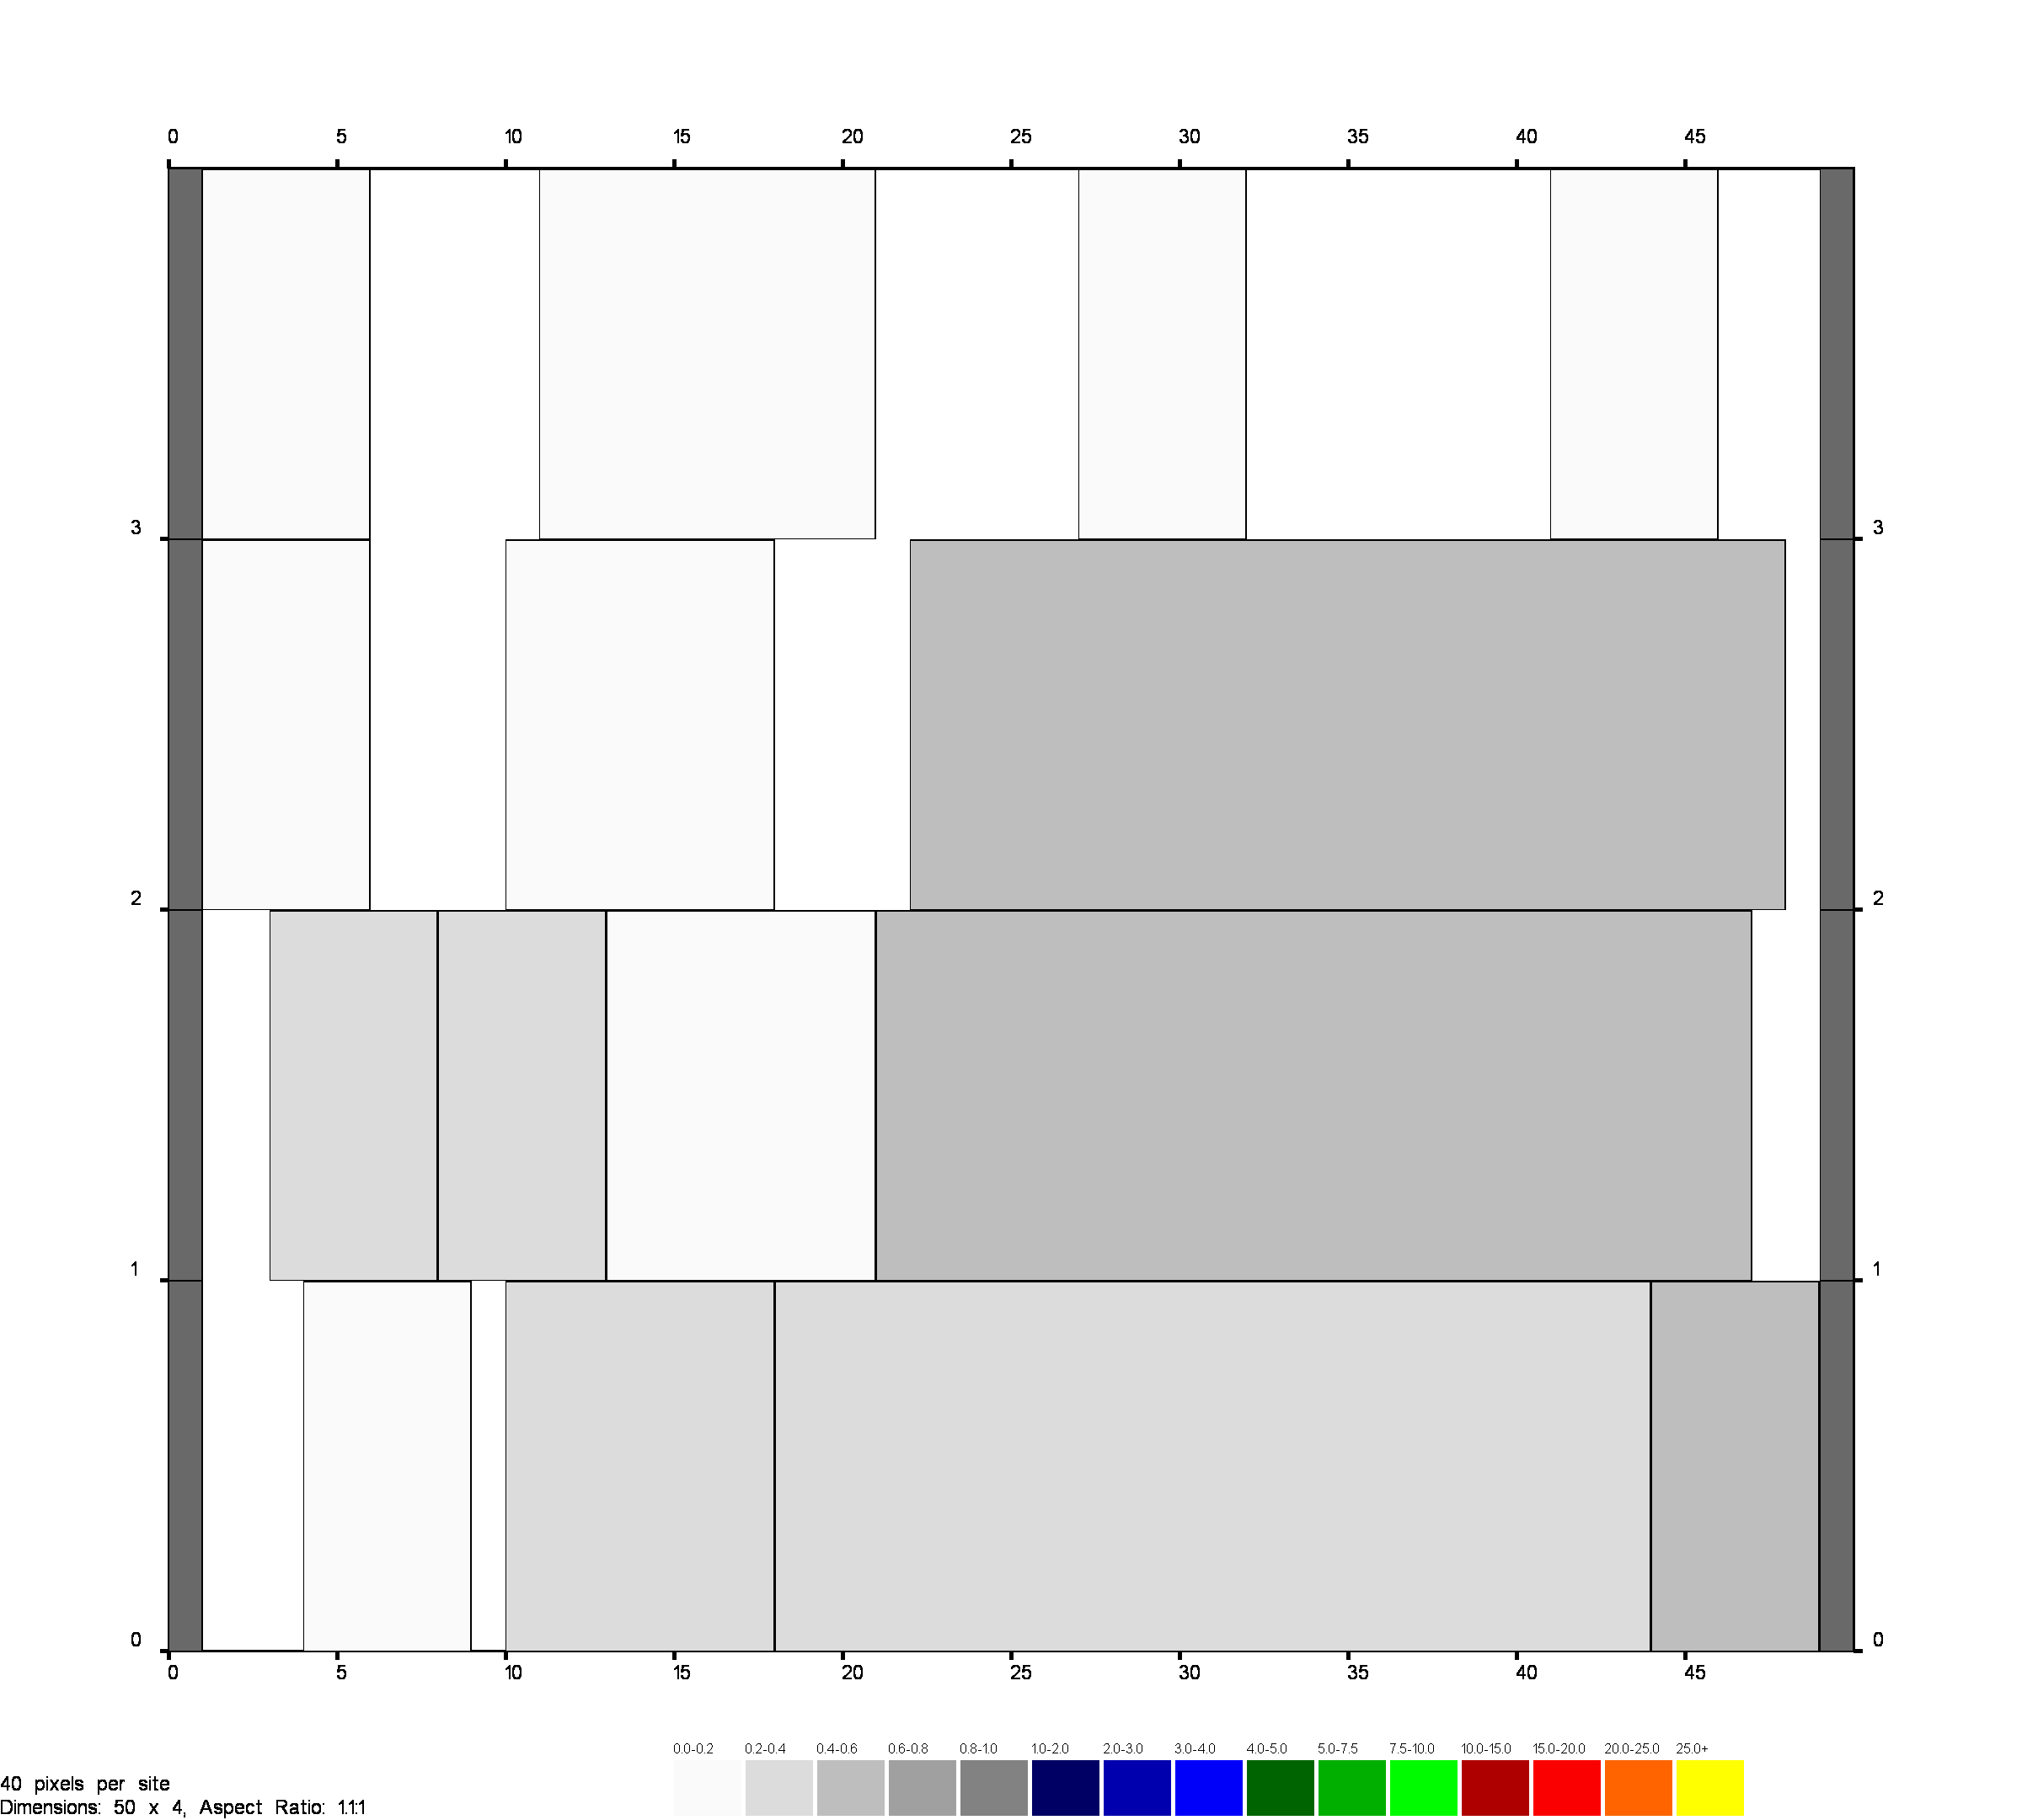 0 5 10 15 20 25 30 35 40 45
3 3
2 2
1 1
0 0
0 5 10 15 20 25 30 35 40 45
0.0-0.2 0.2-0.4 0.4-0.6 0.6-0.8 0.8-1.0 1.0-2.0 2.0-3.0 3.0-4.0 4.0-5.0 5.0-7.5 7.5-10.0 10.0-15.0 15.0-20.0 20.0-25.0 25.0+
40 pixels per site
Dimensions: 50 x 4, Aspect Ratio: 1.1:1